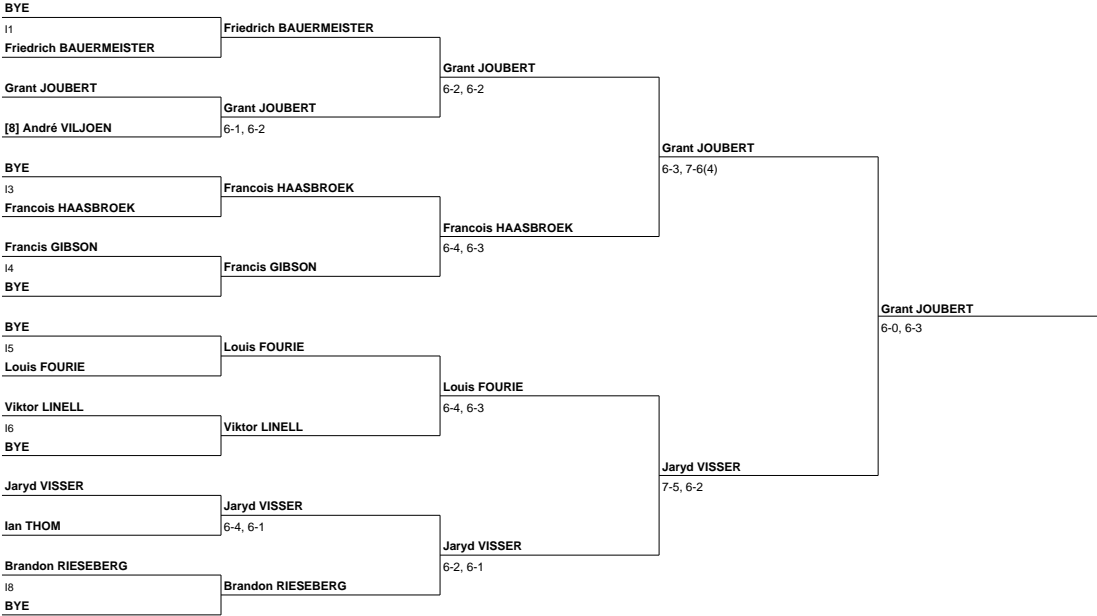 BYE
I1
Friedrich BAUERMEISTER
Grant JOUBERT
[8] André VILJOEN
BYE
I3
Francois HAASBROEK
Francis GIBSON
I4
BYE
BYE
I5
Louis FOURIE
Viktor LINELL
I6
BYE
Jaryd VISSER
Ian THOM
Brandon RIESEBERG
I8
BYE
Friedrich BAUERMEISTER
Grant JOUBERT
6-1, 6-2
Francois HAASBROEK
Francis GIBSON
Louis FOURIE
Viktor LINELL
Jaryd VISSER
6-4, 6-1
Brandon RIESEBERG
Grant JOUBERT
6-2, 6-2
Francois HAASBROEK
6-4, 6-3
Louis FOURIE
6-4, 6-3
Jaryd VISSER
6-2, 6-1
Grant JOUBERT
6-3, 7-6(4)
Jaryd VISSER
7-5, 6-2
Grant JOUBERT
6-0, 6-3